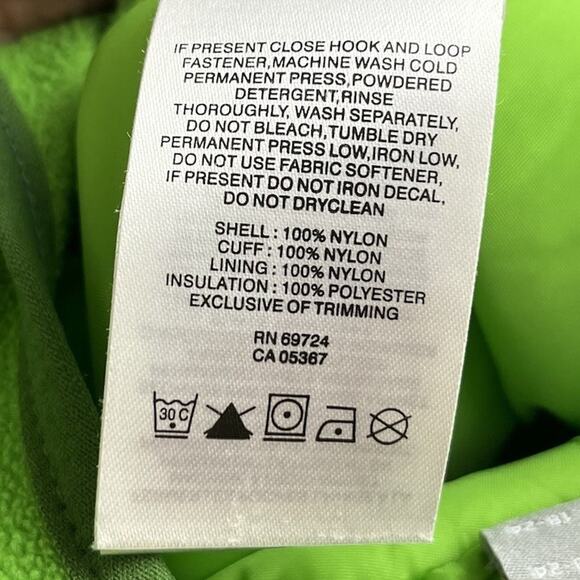 IF PRESENT CLOSE HOOK AND LOOP
FASTENER,MACHINE WASH COLD
PERMANENT PRESS,POWDERED
DETERGENT,RINSE
THOROUGHLY, WASH SEPARATELY,
DO NOT BLEACH,TUMBLE DRY
PERMANENT PRESS LOW,IRON LOW,
DO NOT USE FABRIC SOFTENER,
IF PRESENT DO NOT IRON DECAL,
DO NOT DRYCLEAN
SHELL : 100% NYLON
CUFF : 100% NYLON
LINING : 100% NYLON
INSULATION : 100% POLYESTER
EXCLUSIVE OF TRIMMING
RN 69724
CA 05367
30 C